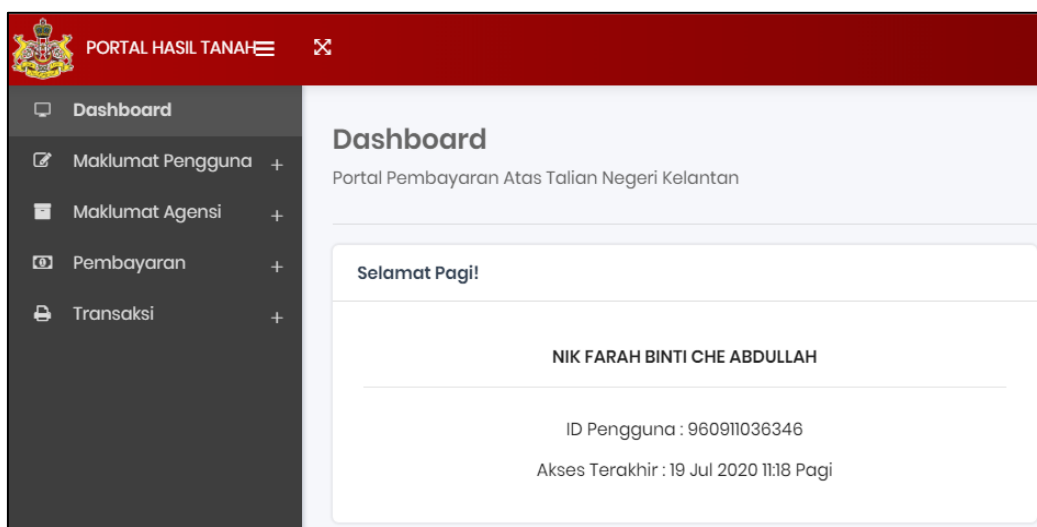 PORTAL HASIL TANAH
Dashboard
Maklumat Pengguna +
Maklumat Agensi +
Pembayaran +
Transaksi +
Dashboard
Portal Pembayaran Atas Talian Negeri Kelantan
Selamat Pagi!
NIK FARAH BINTI CHE ABDULLAH
ID Pengguna : 960911036346
Akses Terakhir : 19 Jul 2020 11:18 Pagi